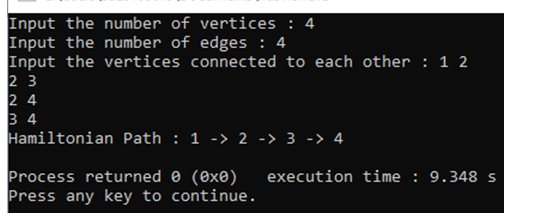 Input the number of vertices : 4
Input the number of edges : 4
Input the vertices connected to each other : 1 2
2 3
2 4
3 4
Hamiltonian Path : 1 -> 2 -> 3 -> 4
Process returned 0 (0x0)   execution time : 9.348 s
Press any key to continue.